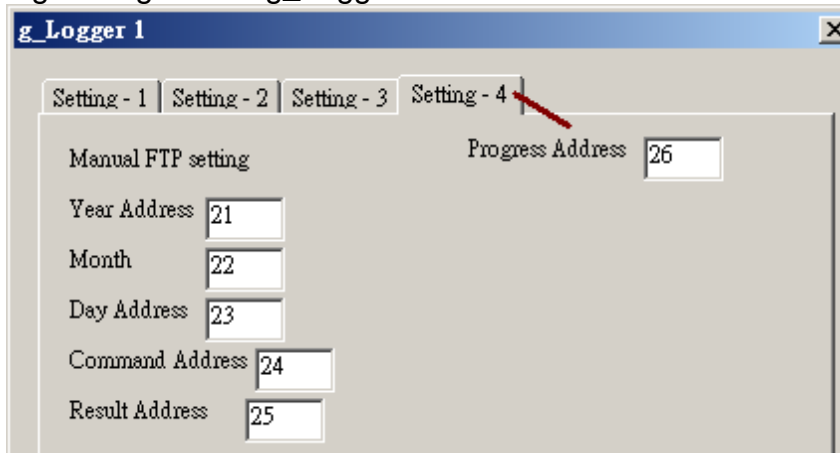 g_Logger 1
Setting - 1 Setting - 2 Setting - 3 Setting - 4
Manual FTP setting
Progress Address 26
Year Address 21
Month 22
Day Address 23
Command Address 24
Result Address 25